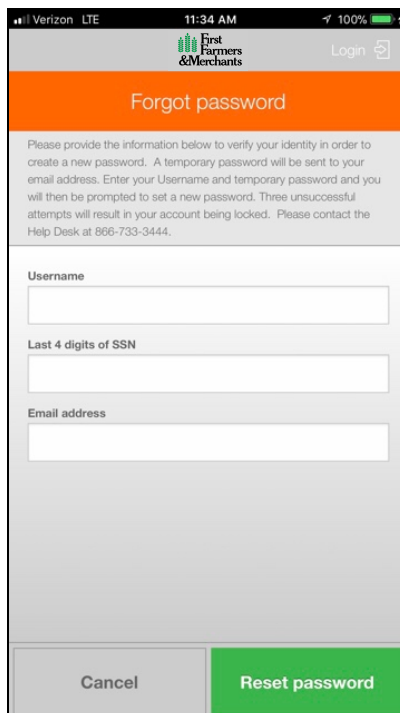 Verizon LTE 11:34 AM 100%
First
Farmers
&Merchants
Login
Forgot password
Please provide the information below to verify your identity in order to
create a new password. A temporary password will be sent to your
email address. Enter your Username and temporary password and you
will then be prompted to set a new password. Three unsuccessful
attempts will result in your account being locked. Please contact the
Help Desk at 866-733-3444.
Username
Last 4 digits of SSN
Email address
Cancel Reset password